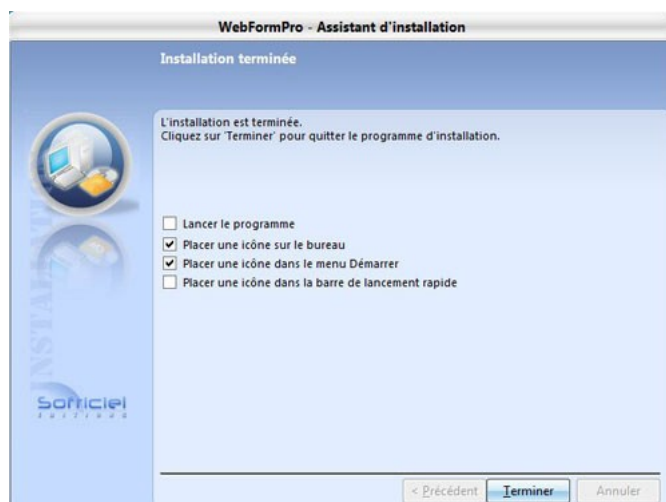 WebFormPro - Assistant d'installation
Installation terminée
L'installation est terminée.
Cliquez sur 'Terminer' pour quitter le programme d'installation.
Lancer le programme
Placer une icône sur le bureau
Placer une icône dans le menu Démarrer
Placer une icône dans la barre de lancement rapide
INSTALLATION
Softiciel
< Précédent
Terminer
Annuler